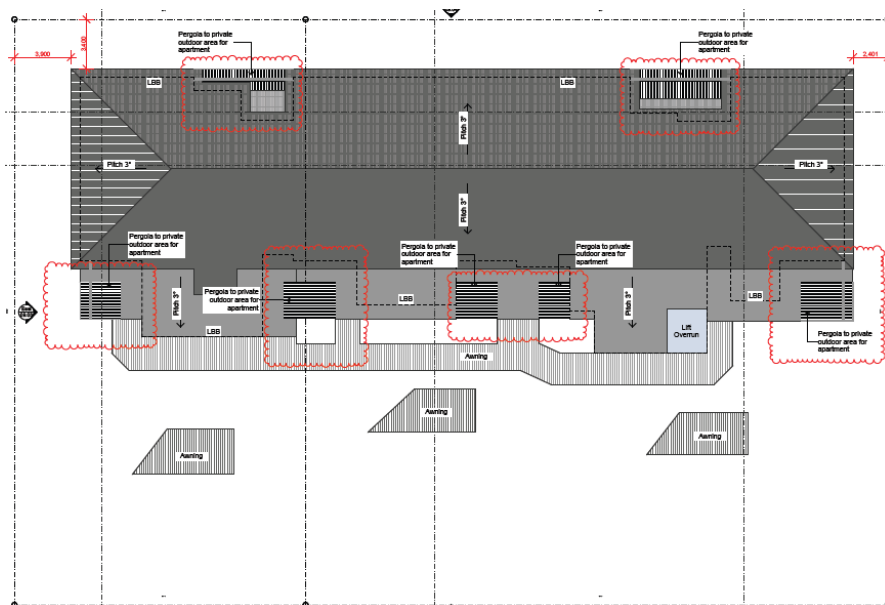 Pergola to private
outdoor area for
apartment
Pergola to private
outdoor area for
apartment
3,900
3,400
2,401
LBB
LBB
Pitch 3°
Pitch 3°
Pitch 3°
Pitch 3°
Pergola to private
outdoor area for
apartment
Pergola to private
outdoor area for
apartment
Pergola to private
outdoor area for
apartment
Pergola to private
outdoor area for
apartment
Pitch 3°
Pitch 3°
LBB
LBB
LBB
Lift
Overrun
Pergola to private
outdoor area for
apartment
Awning
Awning
Awning
Awning